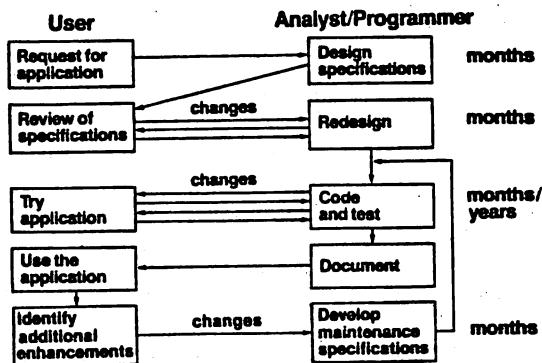 User
Analyst/Programmer
Request for
application
Design
specifications
months
Review of
specifications
changes
Redesign
months
changes
Try
application
Code
and test
months/
years
Use the
application
Document
Identify
additional
enhancements
changes
Develop
maintenance
specifications
months